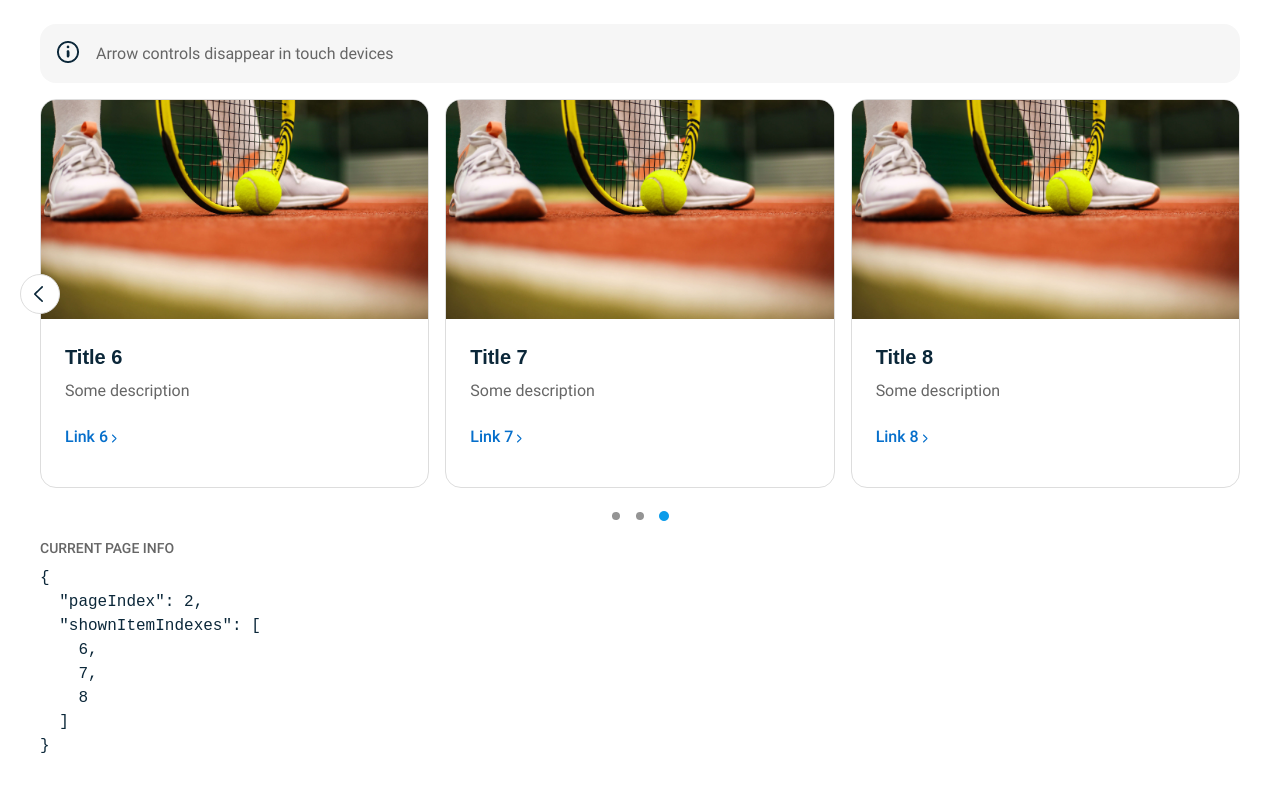 Arrow controls disappear in touch devices
Title 6
Some description
Link 6
Title 7
Some description
Link 7
Title 8
Some description
Link 8
CURRENT PAGE INFO
{
  "pageIndex": 2,
  "shownItemIndexes": [
    6,
    7,
    8
  ]
}